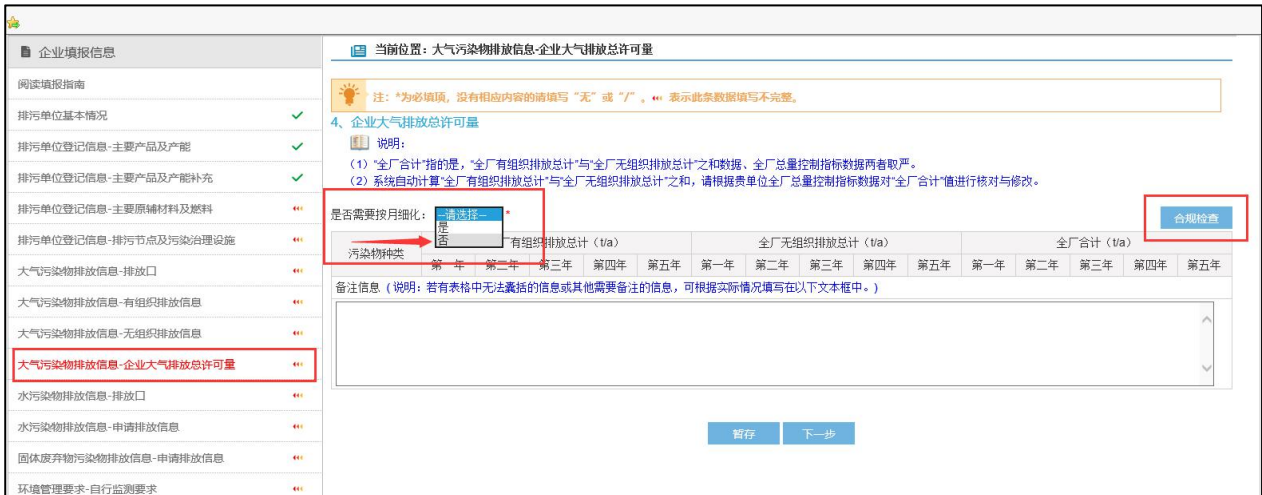 企业填报信息
阅读填报指南
排污单位基本情况
排污单位登记信息-主要产品及产能
排污单位登记信息-主要产品及产能补充
排污单位登记信息-主要原辅材料及燃料
排污单位登记信息-排污节点及污染治理设施
大气污染物排放信息-排放口
大气污染物排放信息-有组织排放信息
大气污染物排放信息-无组织排放信息
大气污染物排放信息-企业大气排放总许可量
水污染物排放信息-排放口
水污染物排放信息-申请排放信息
固体废弃物污染物排放信息-申请排放信息
环境管理要求-自行监测要求
当前位置：大气污染物排放信息-企业大气排放总许可量
注：*为必填项，没有相应内容的请填写“无”或“/”。 表示此条数据填写不完整。
4、企业大气排放总许可量
说明：
（1）“全厂合计”指的是，“全厂有组织排放总计”与“全厂无组织排放总计”之和数据、全厂总量控制指标数据两者取严。
（2）系统自动计算“全厂有组织排放总计”与“全厂无组织排放总计”之和，请根据贵单位全厂总量控制指标数据对“全厂合计”值进行核对与修改。
是否需要按月细化： --请选择-- *
是
否
合规检查
污染物种类 厂有组织排放总计（t/a） 全厂无组织排放总计（t/a） 全厂合计（t/a）
第一年 第二年 第三年 第四年 第五年 第一年 第二年 第三年 第四年 第五年 第一年 第二年 第三年 第四年 第五年
备注信息（说明：若有表格中无法囊括的信息或其他需要备注的信息，可根据实际情况填写在以下文本框中。）
暂存 下一步